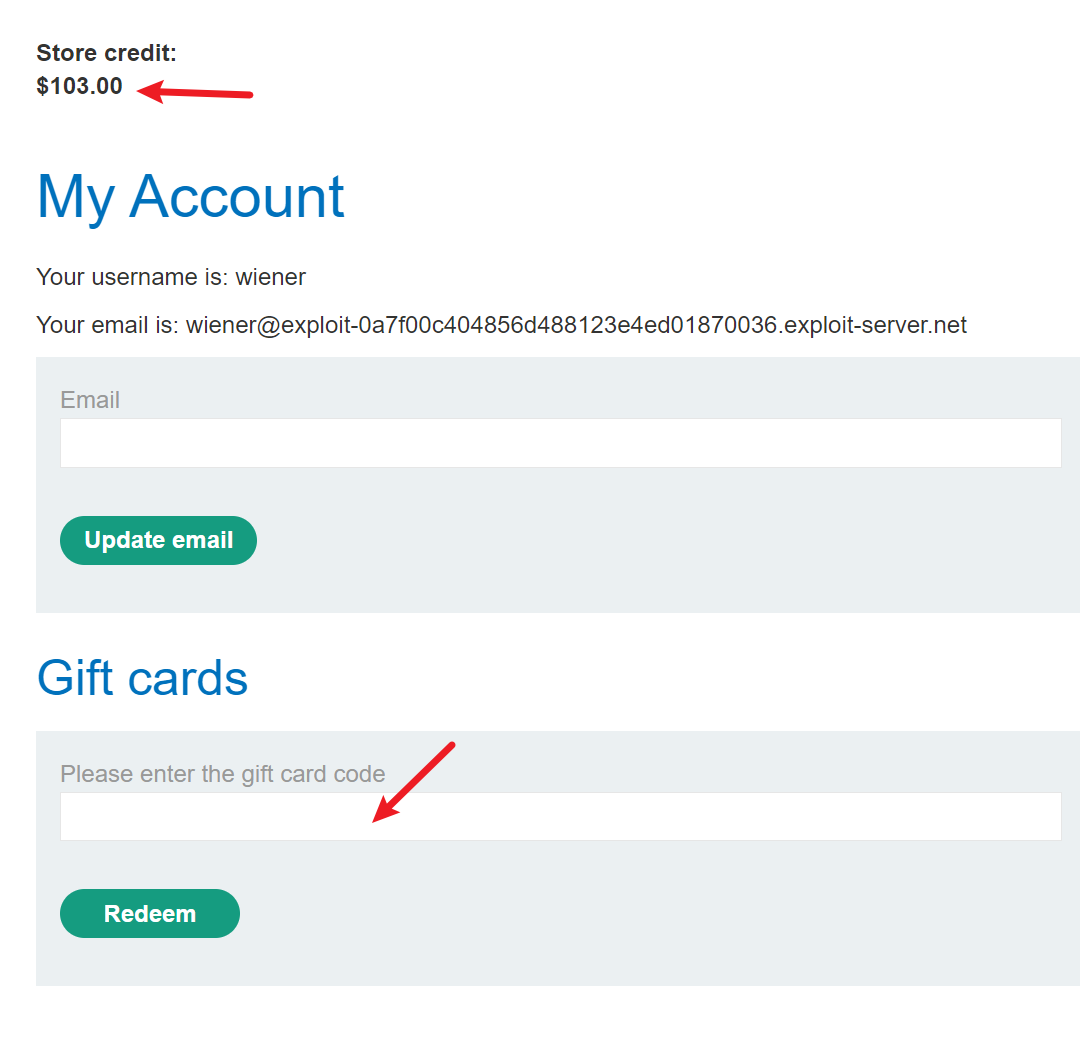 Store credit:
$103.00
My Account
Your username is: wiener
Your email is: wiener@exploit-0a7f00c404856d488123e4ed01870036.exploit-server.net
Email
Update email
Gift cards
Please enter the gift card code
Redeem